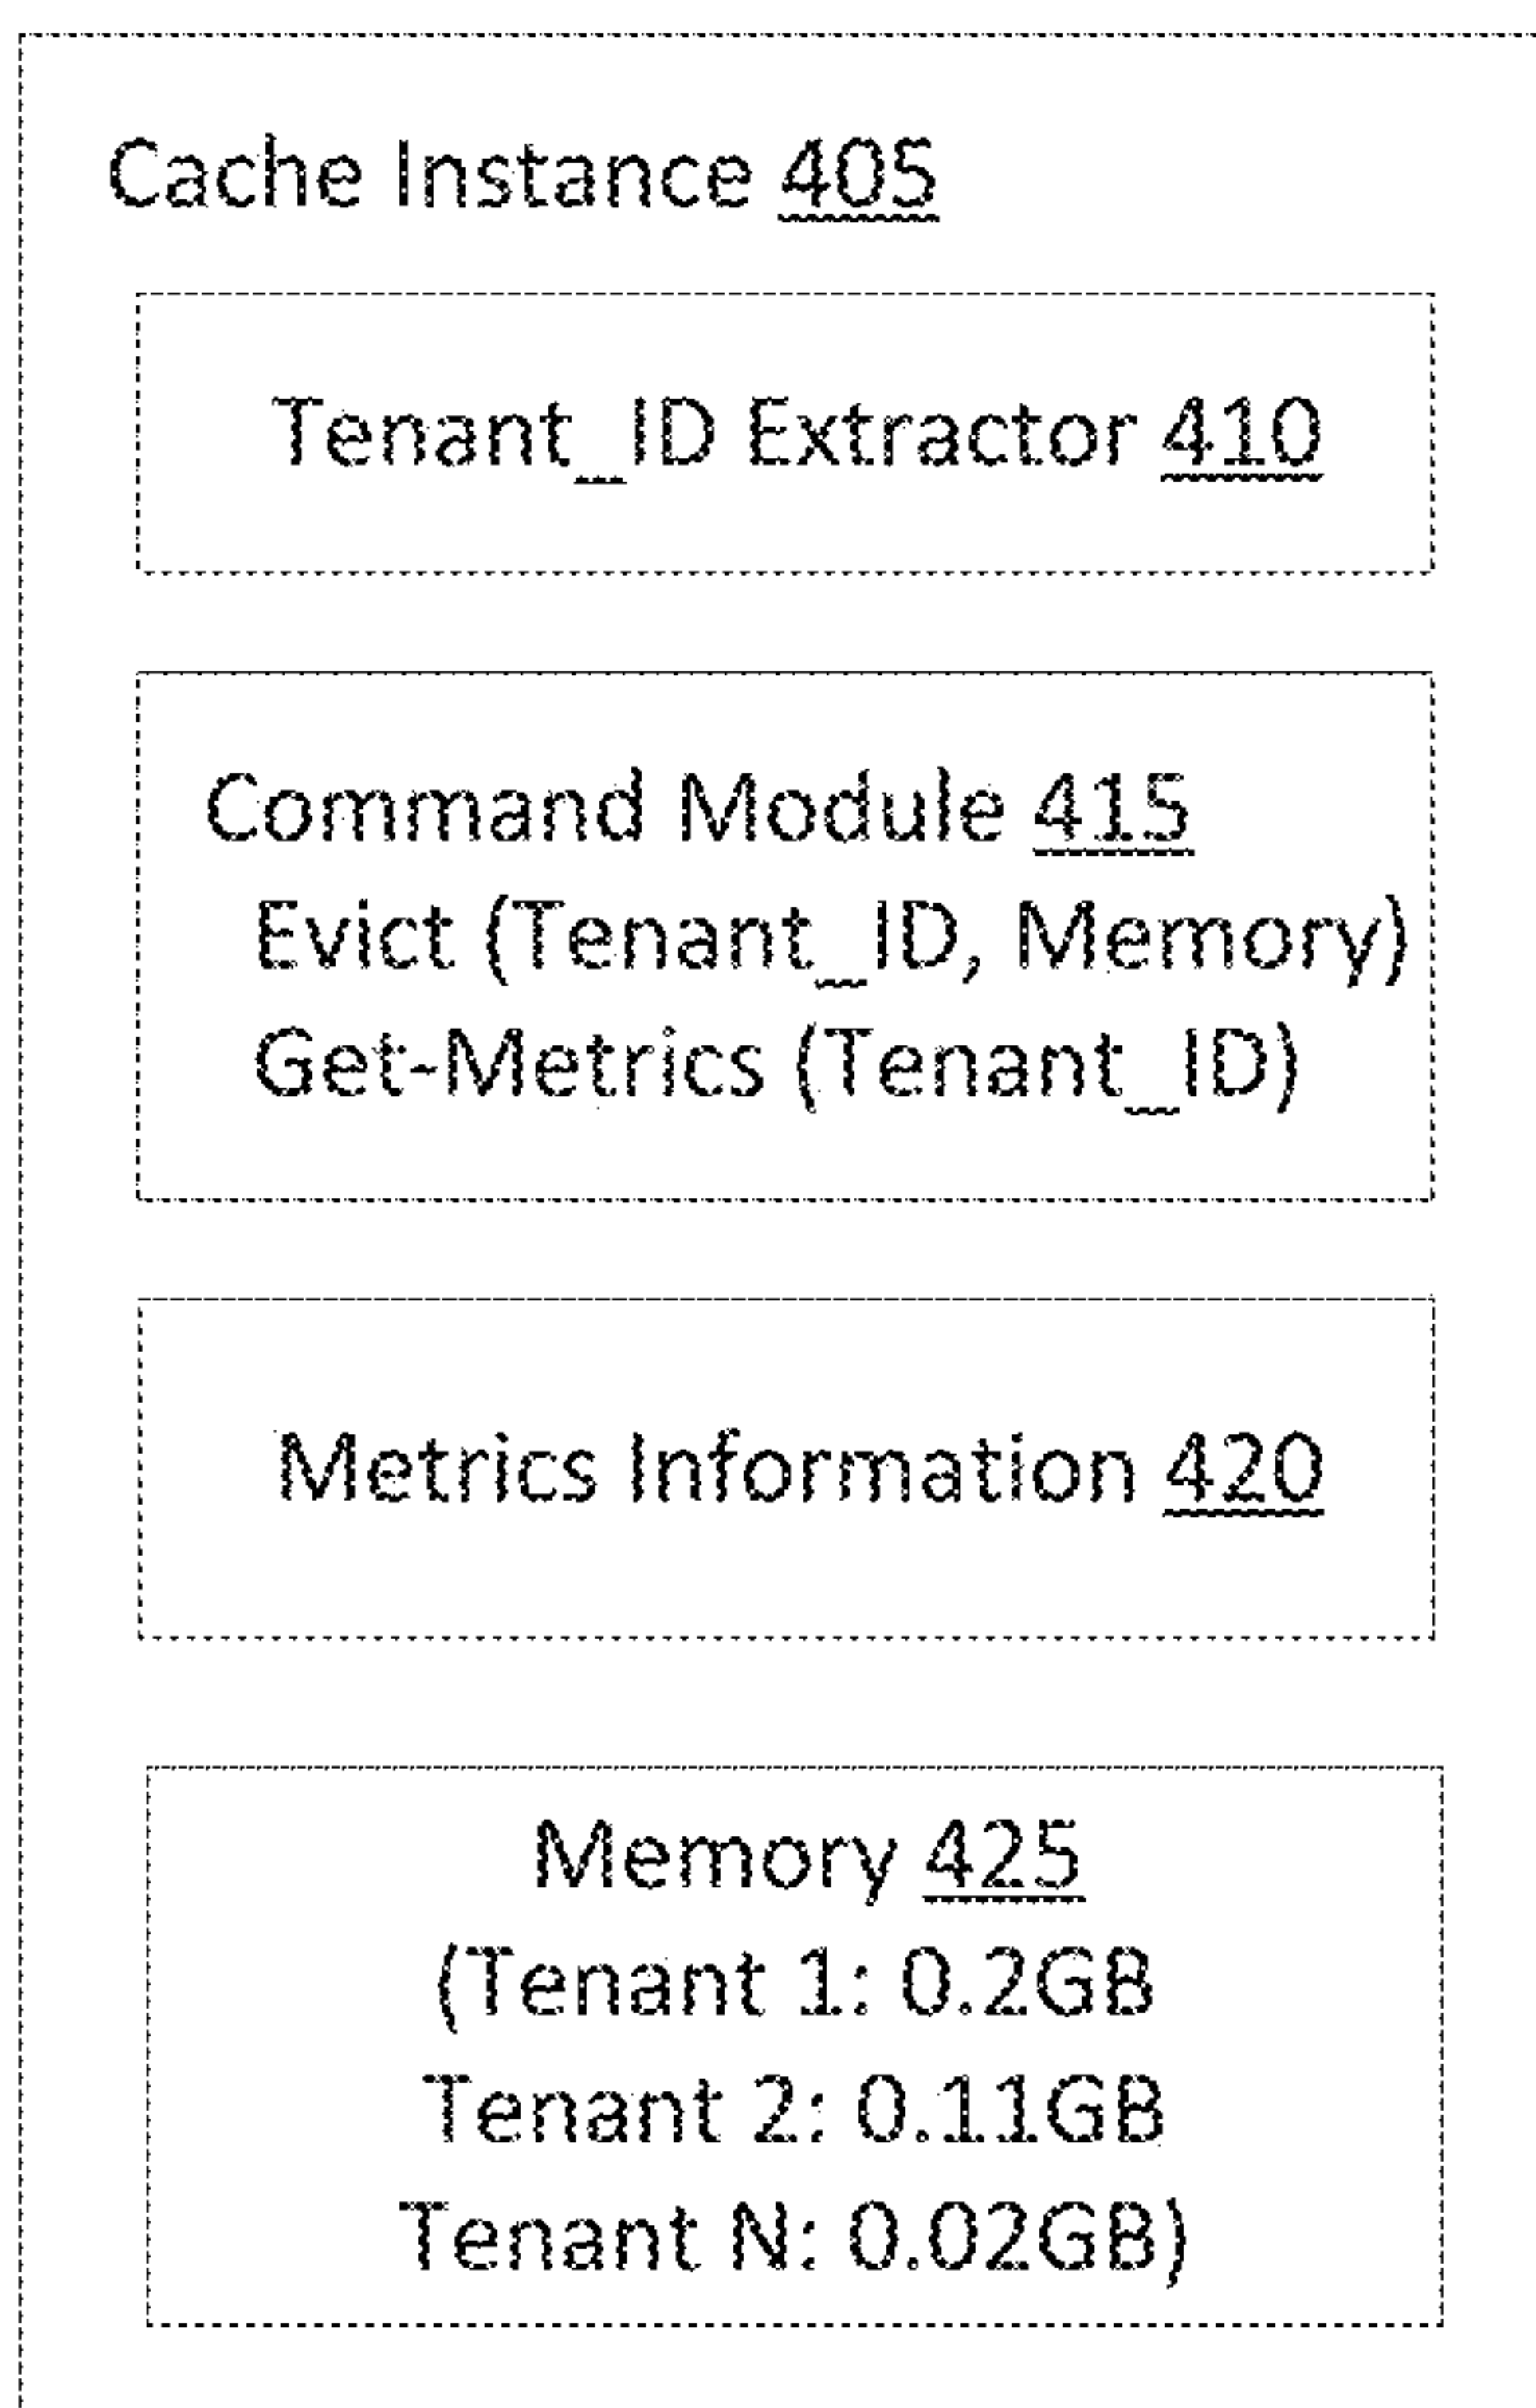 Cache Instance 405
Tenant_ID Extractor 410
Command Module 415
Evict (Tenant_ID, Memory)
Get-Metrics (Tenant_ID)
Metrics Information 420
Memory 425
(Tenant 1: 0.2GB
Tenant 2: 0.11GB
Tenant N: 0.02GB)